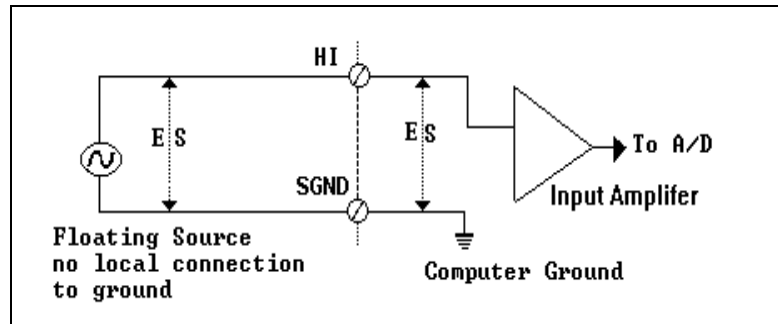 HI
E S
E S
To A/D
SGND
Input Amplifer
Floating Source
no local connection
to ground
Computer Ground